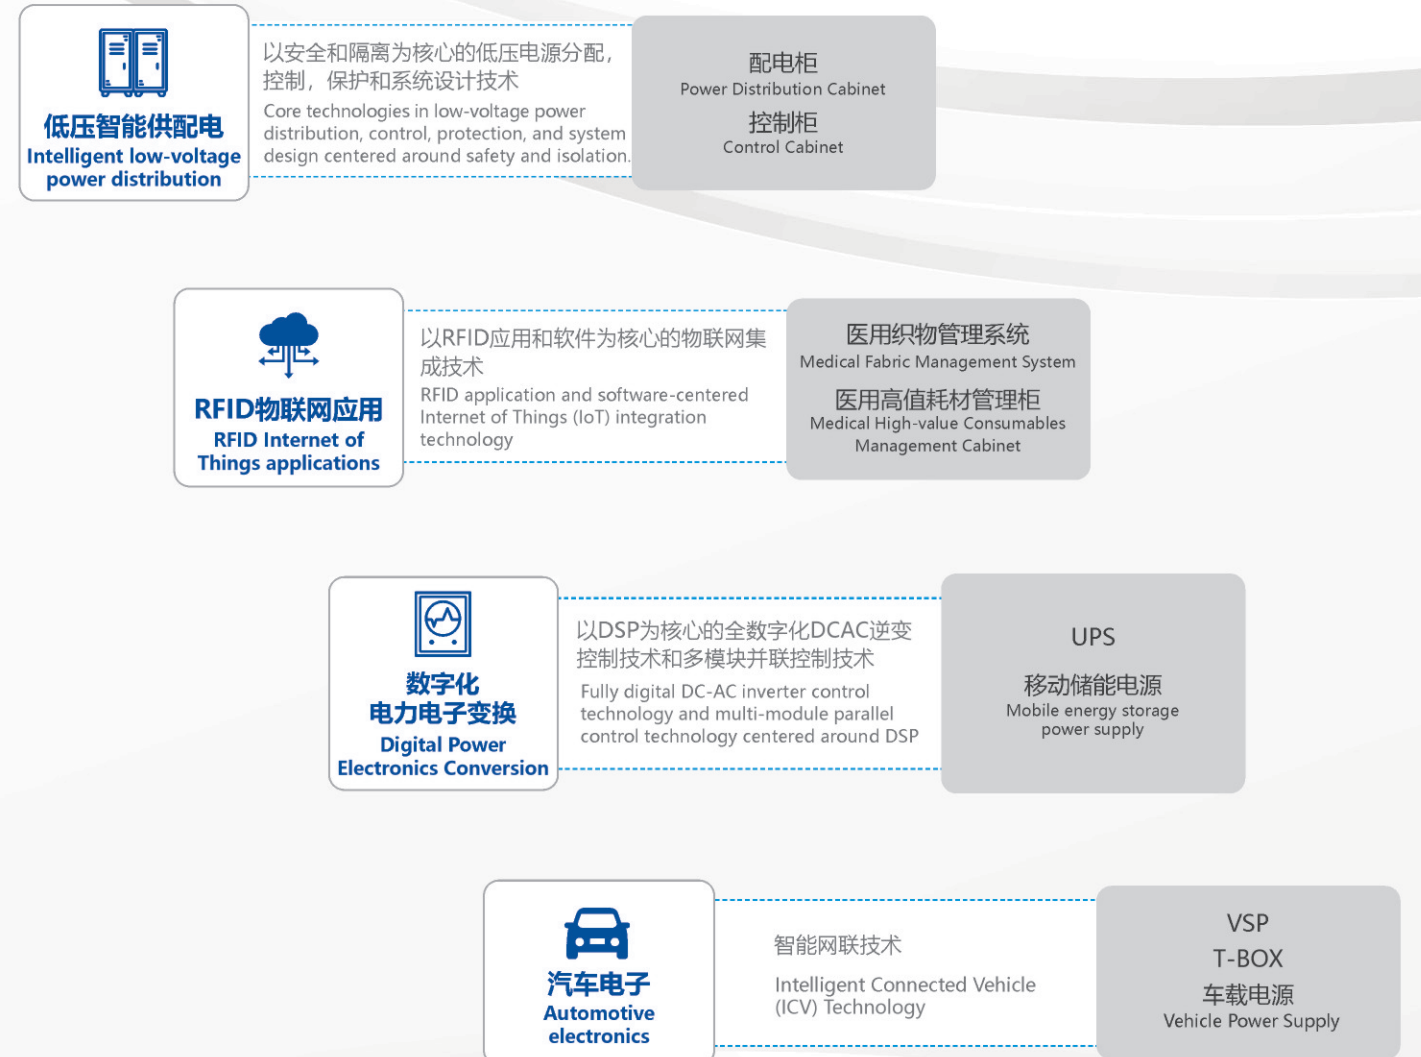 低压智能供配电
Intelligent low-voltage
power distribution
以安全和隔离为核心的低压电源分配，
控制，保护和系统设计技术
Core technologies in low-voltage power
distribution, control, protection, and system
design centered around safety and isolation.
配电柜
Power Distribution Cabinet
控制柜
Control Cabinet
RFID物联网应用
RFID Internet of
Things applications
以RFID应用和软件为核心的物联网集
成技术
RFID application and software-centered
Internet of Things (IoT) integration
technology
医用织物管理系统
Medical Fabric Management System
医用高值耗材管理柜
Medical High-value Consumables
Management Cabinet
数字化
电力电子变换
Digital Power
Electronics Conversion
以DSP为核心的全数字化DCAC逆变
控制技术和多模块并联控制技术
Fully digital DC-AC inverter control
technology and multi-module parallel
control technology centered around DSP
UPS
移动储能电源
Mobile energy storage
power supply
汽车电子
Automotive
electronics
智能网联技术
Intelligent Connected Vehicle
(ICV) Technology
VSP
T-BOX
车载电源
Vehicle Power Supply